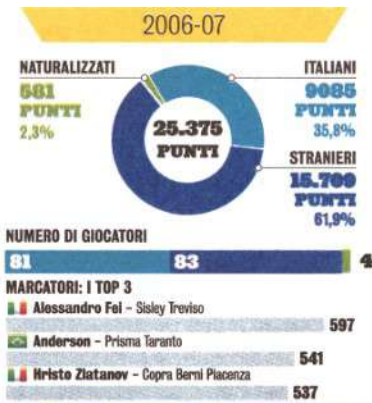 2006-07
NATURALIZZATI
581
PUNTI
2,3%
25.375
PUNTI
ITALIANI
9085
PUNTI
35,8%
STRANIERI
15.709
PUNTI
61,9%
NUMERO DI GIOCATORI
81 83 4
MARCATORI: I TOP 3
Alessandro Fei – Sisley Treviso
597
Anderson – Prisma Taranto
541
Hristo Zlatanov – Copra Berni Piacenza
537